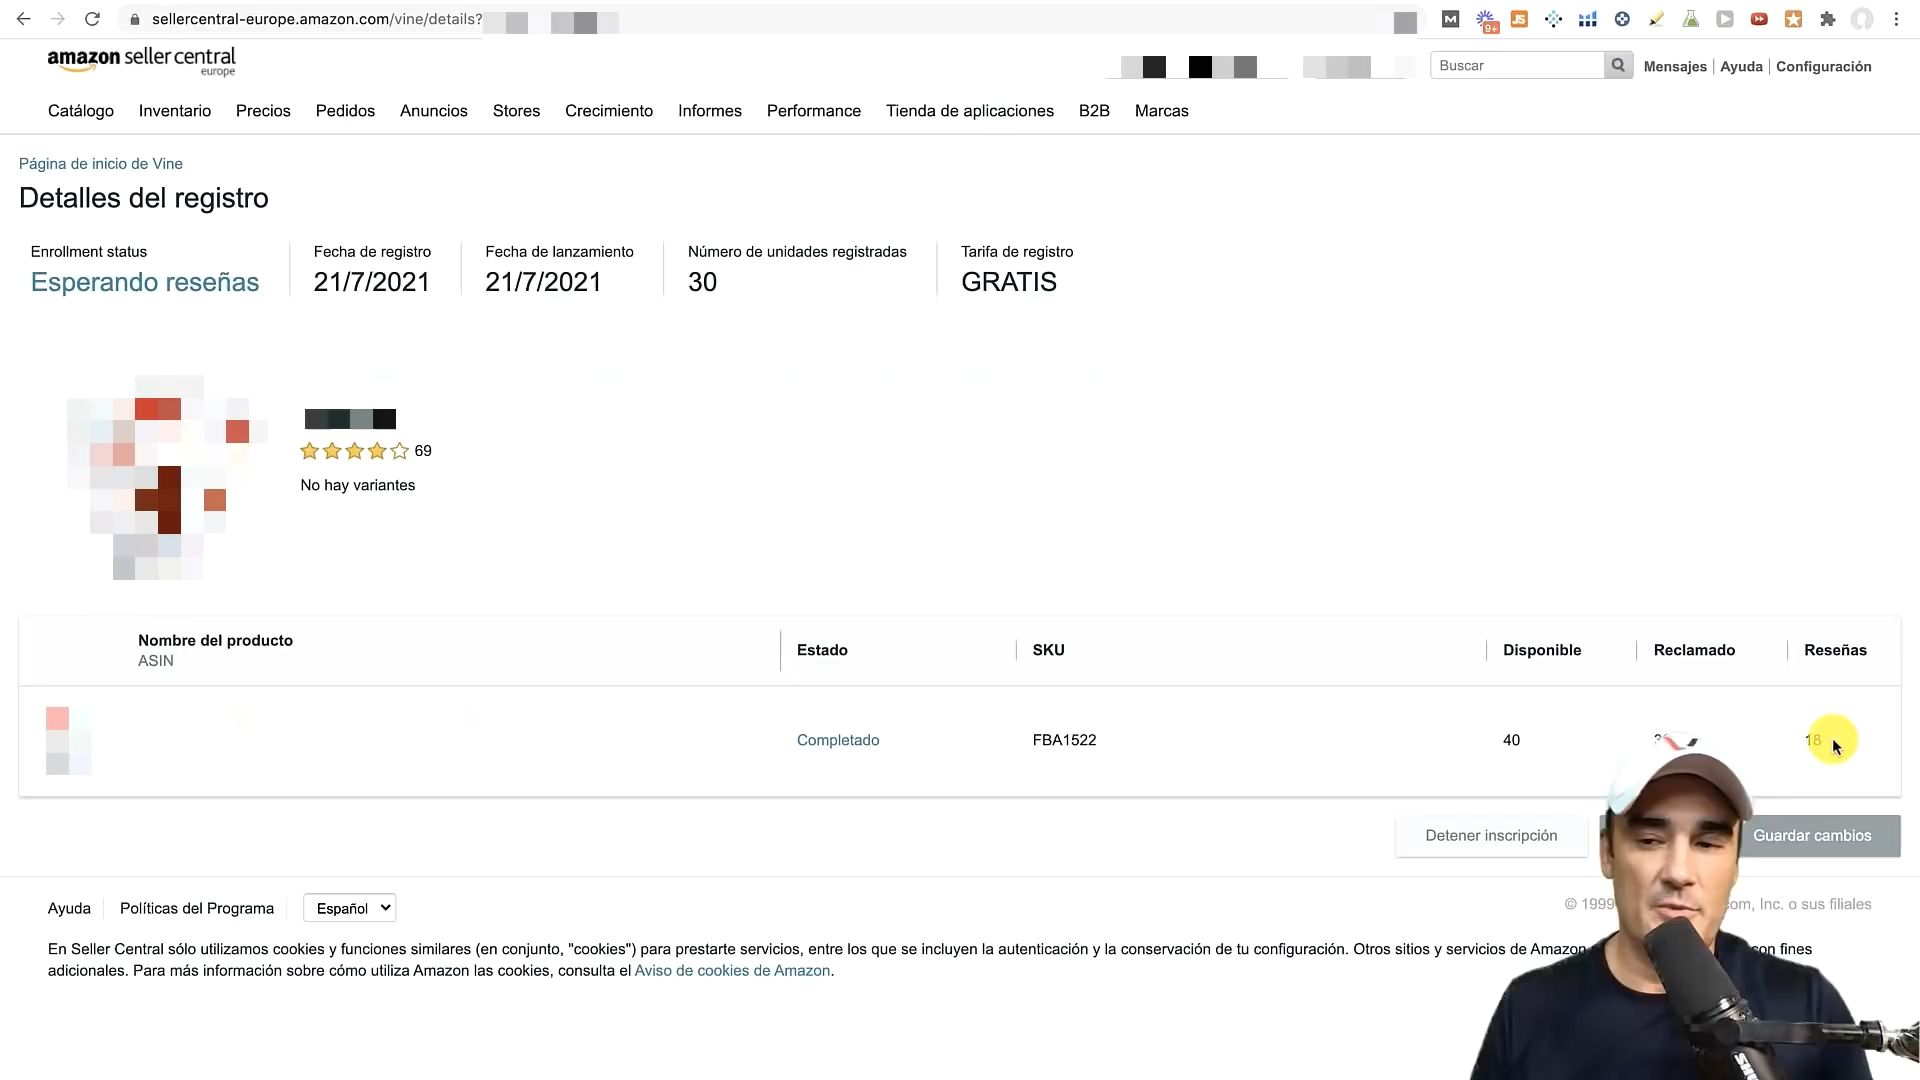 sellercentral-europe.amazon.com/vine/details?
9+
JS
M
amazon seller central
europe
Buscar
Mensajes
Ayuda
Configuración
Catálogo
Inventario
Precios
Pedidos
Anuncios
Stores
Crecimiento
Informes
Performance
Tienda de aplicaciones
B2B
Marcas
Página de inicio de Vine
Detalles del registro
Enrollment status
Esperando reseñas
Fecha de registro
21/7/2021
Fecha de lanzamiento
21/7/2021
Número de unidades registradas
30
Tarifa de registro
GRATIS
69
No hay variantes
Nombre del producto
ASIN
Estado
SKU
Disponible
Reclamado
Reseñas
Completado
FBA1522
40
18
Detener inscripción
Guardar cambios
Ayuda
Políticas del Programa
Español
© 1999
com, Inc. o sus filiales
En Seller Central sólo utilizamos cookies y funciones similares (en conjunto, "cookies") para prestarte servicios, entre los que se incluyen la autenticación y la conservación de tu configuración. Otros sitios y servicios de Amazon con fines
adicionales. Para más información sobre cómo utiliza Amazon las cookies, consulta el Aviso de cookies de Amazon.